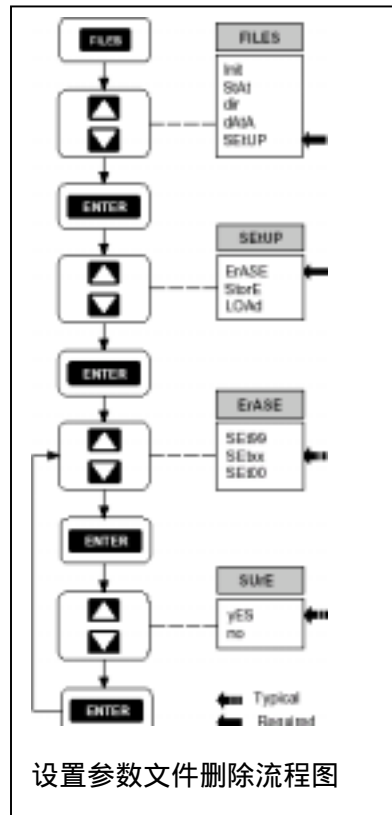 FILES
FILES
Init
StAt
dir
dAtA
SEtUP
ENTER
SEtUP
ErASE
StorE
LOAd
ENTER
ErASE
SEt99
SEtxx
SEt00
ENTER
SUrE
yES
no
ENTER
Typical
Required
设置参数文件删除流程图